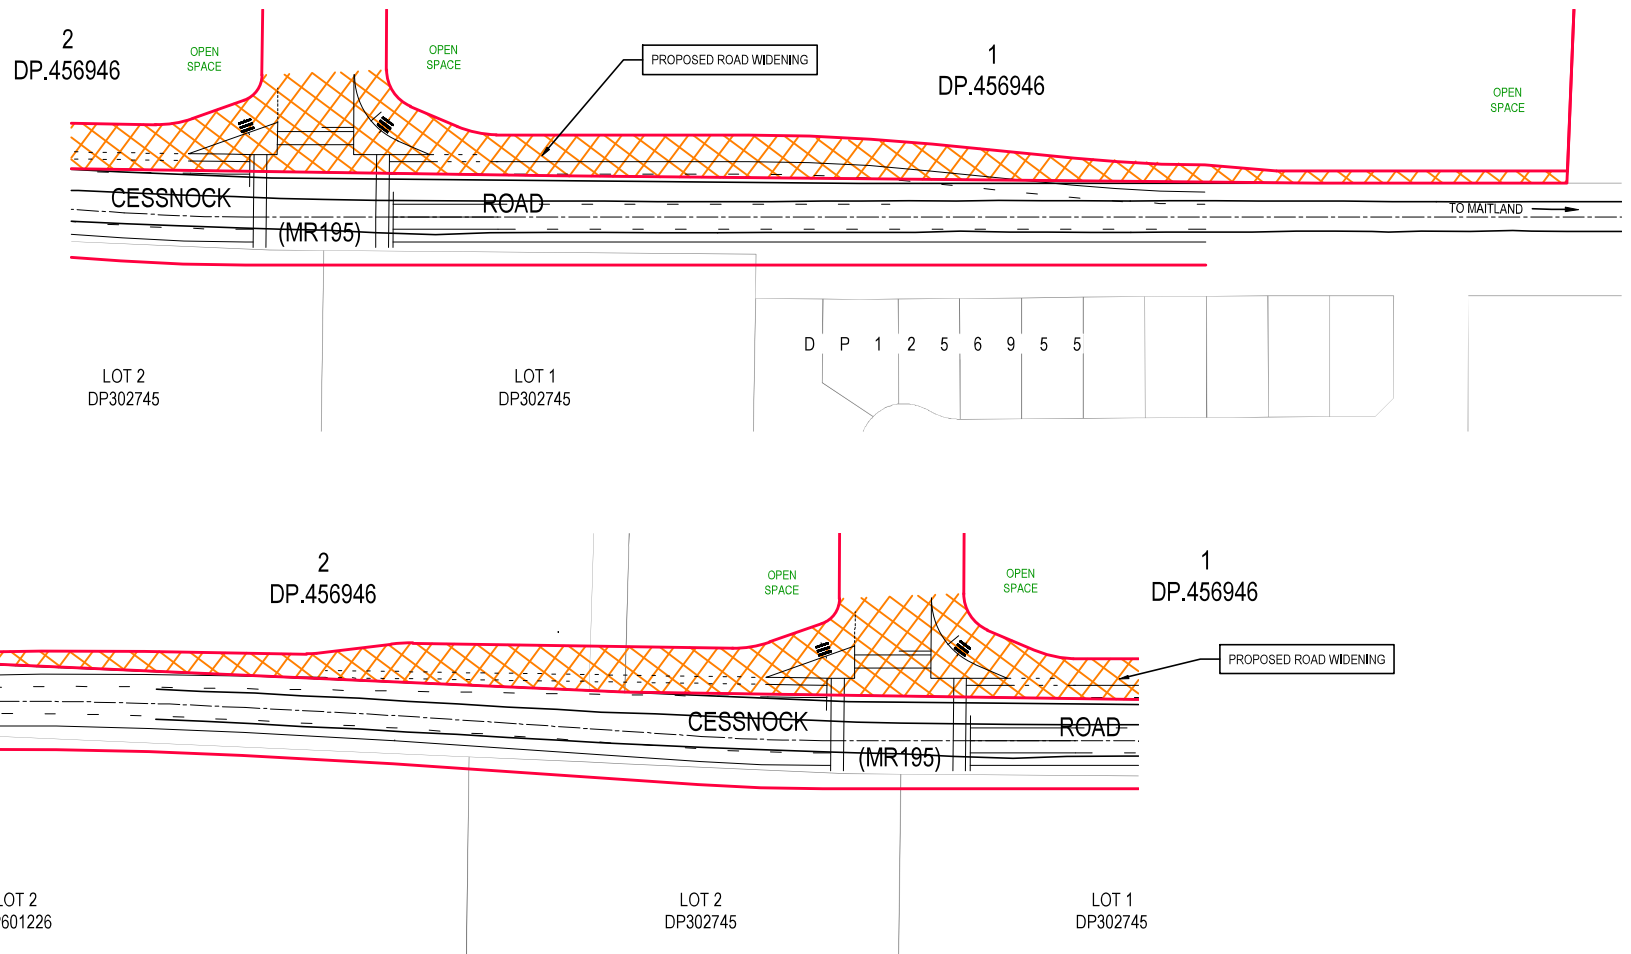 2
DP.456946
OPEN
SPACE
OPEN
SPACE
PROPOSED ROAD WIDENING
1
DP.456946
OPEN
SPACE
CESSNOCK
ROAD
(MR195)
TO MAITLAND
D P 1 2 5 6 9 5 5
LOT 2
DP302745
LOT 1
DP302745
2
DP.456946
OPEN
SPACE
OPEN
SPACE
1
DP.456946
PROPOSED ROAD WIDENING
CESSNOCK
ROAD
(MR195)
LOT 2
601226
LOT 2
DP302745
LOT 1
DP302745